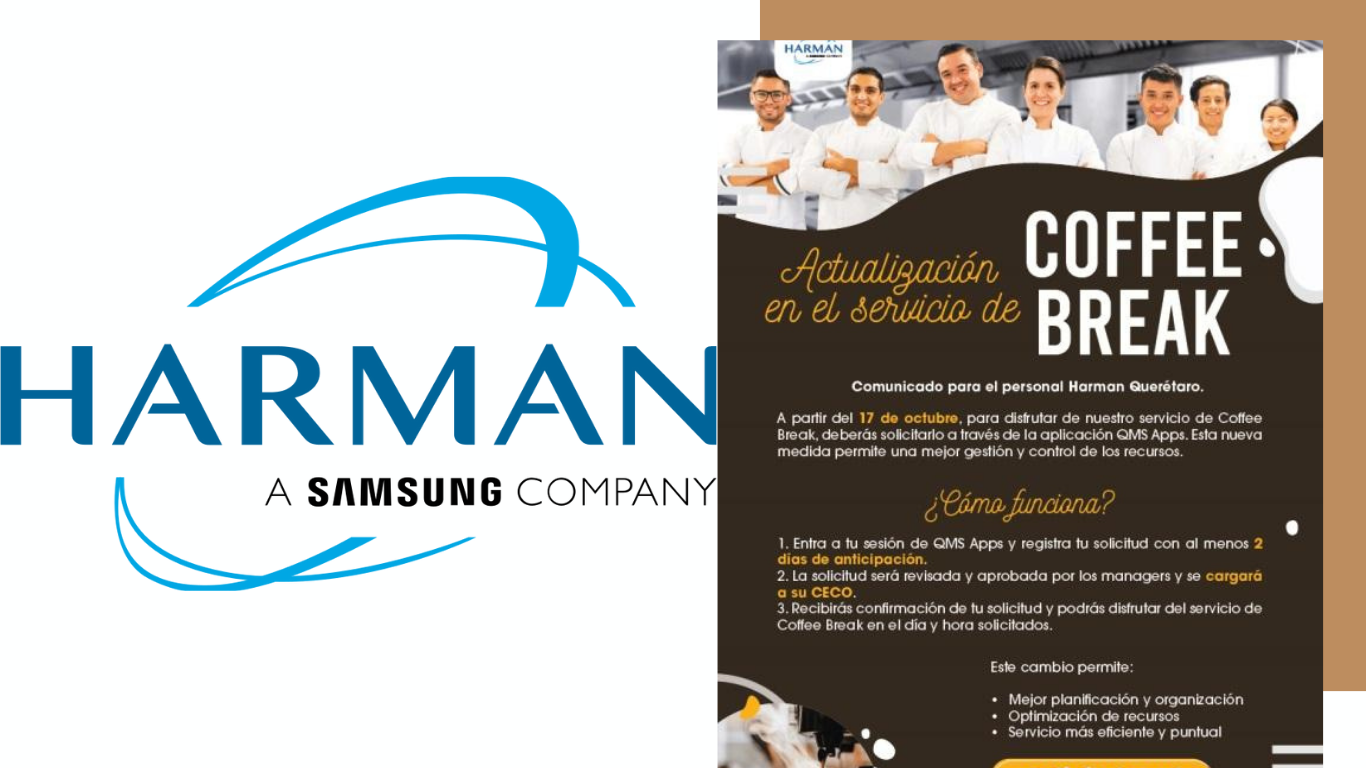 HARMAN
A SAMSUNG COMPANY
HARMAN
A SAMSUNG COMPANY
Actualización
en el servicio de
COFFEE
BREAK
Comunicado para el personal Harman Querétaro.
A partir del 17 de octubre, para disfrutar de nuestro servicio de Coffee
Break, deberás solicitarlo a través de la aplicación QMS Apps. Esta nueva
medida permite una mejor gestión y control de los recursos.
¿Cómo funciona?
1. Entra a tu sesión de QMS Apps y registra tu solicitud con al menos 2
días de anticipación.
2. La solicitud será revisada y aprobada por los managers y se cargará
a su CECO.
3. Recibirás confirmación de tu solicitud y podrás disfrutar del servicio de
Coffee Break en el día y hora solicitados.
Este cambio permite:
• Mejor planificación y organización
• Optimización de recursos
• Servicio más eficiente y puntual